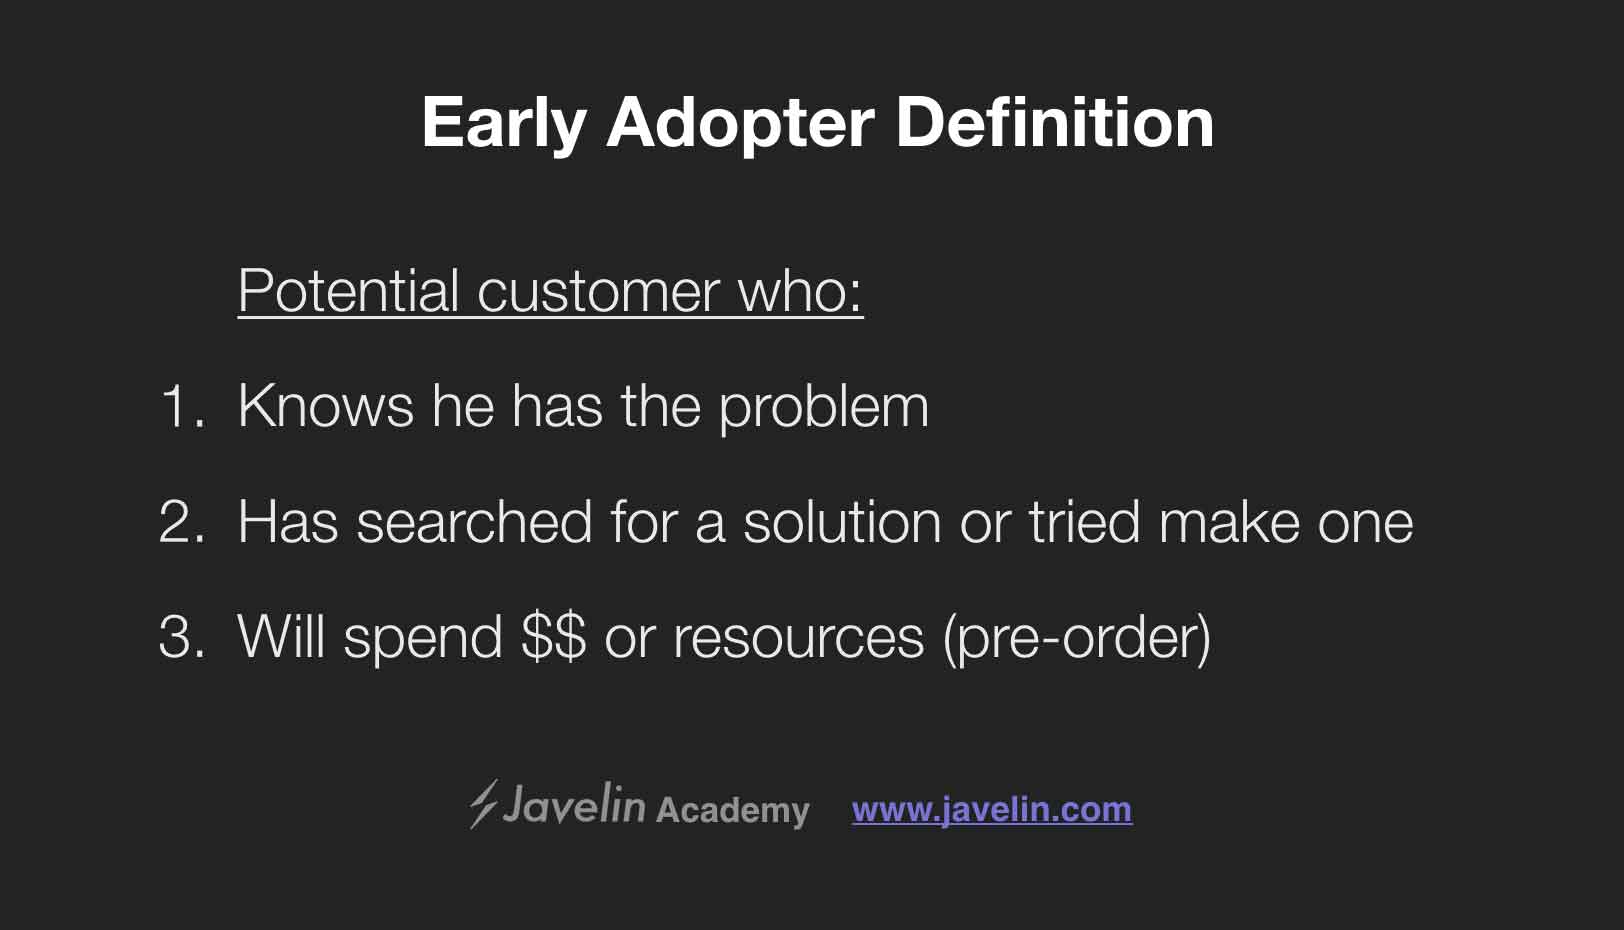 Early Adopter Definition
Potential customer who:
1. Knows he has the problem
2. Has searched for a solution or tried make one
3. Will spend $$ or resources (pre-order)
Javelin Academy www.javelin.com